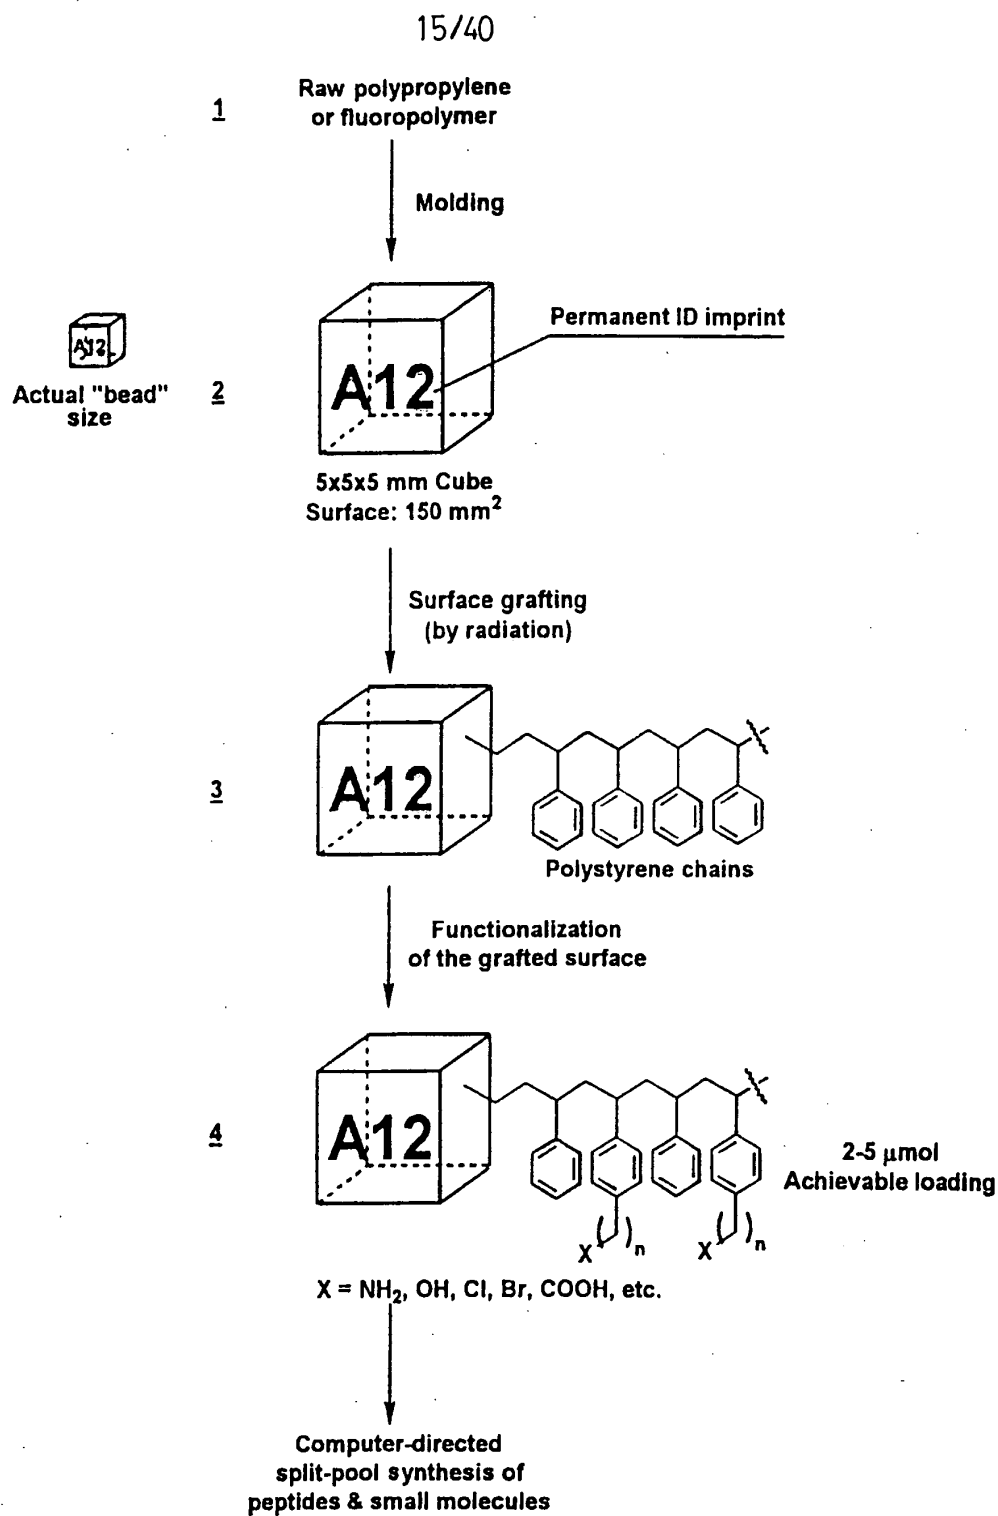 15/40
1
Raw polypropylene
or fluoropolymer
Molding
Permanent ID imprint
A12
Actual "bead"
size
2
A12
5x5x5 mm Cube
Surface: 150 mm²
Surface grafting
(by radiation)
3
A12
Polystyrene chains
Functionalization
of the grafted surface
4
A12
2-5 µmol
Achievable loading
X ( )n
X ( )n
X = NH₂, OH, Cl, Br, COOH, etc.
Computer-directed
split-pool synthesis of
peptides & small molecules